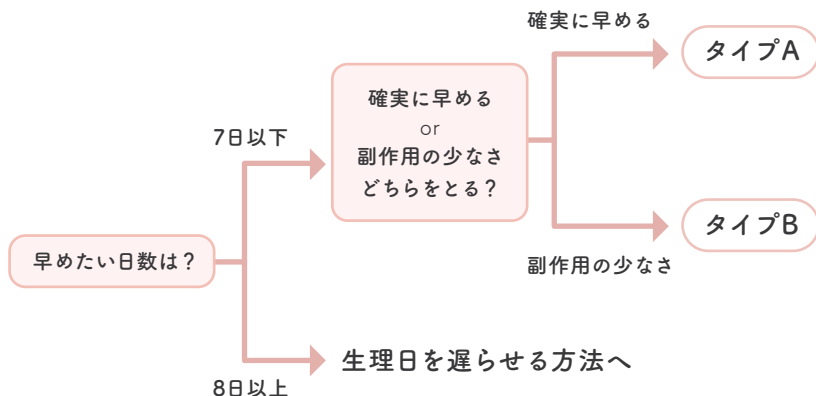 早めたい日数は？
7日以下
確実に早める
or
副作用の少なさ
どちらをとる？
確実に早める
タイプA
副作用の少なさ
タイプB
8日以上
生理日を遅らせる方法へ